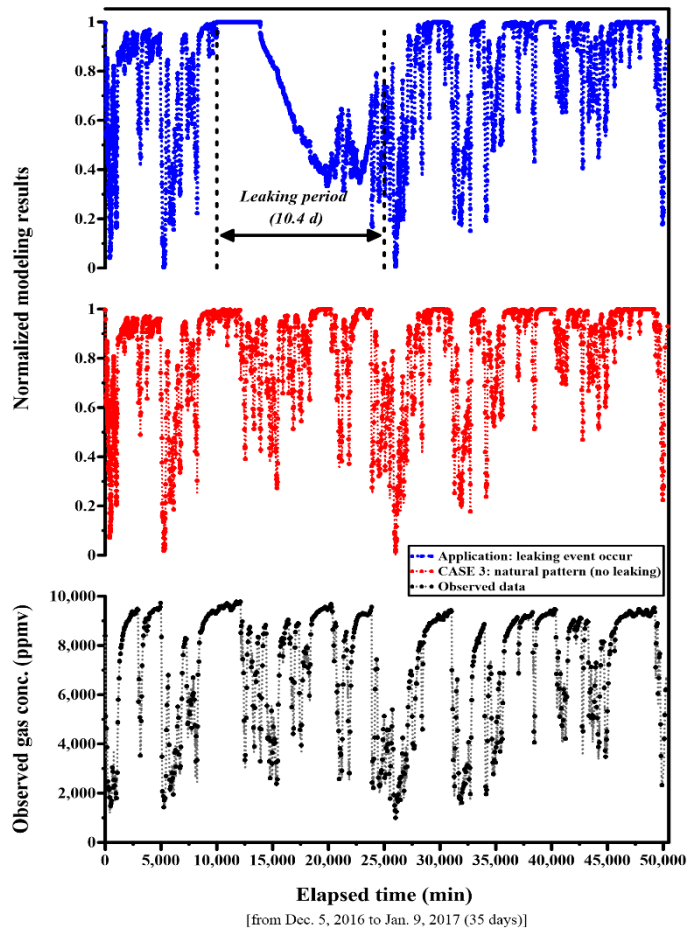 Normalized modeling results
1
0.8
0.6
0.4
0.2
0
Leaking period
(10.4 d)
1
0.8
0.6
0.4
0.2
0
Application: leaking event occur
CASE 3: natural pattern (no leaking)
Observed data
Observed gas conc. (ppmv)
10,000
8,000
6,000
4,000
2,000
0
0 5,000 10,000 15,000 20,000 25,000 30,000 35,000 40,000 45,000 50,000
Elapsed time (min)
[from Dec. 5, 2016 to Jan. 9, 2017 (35 days)]